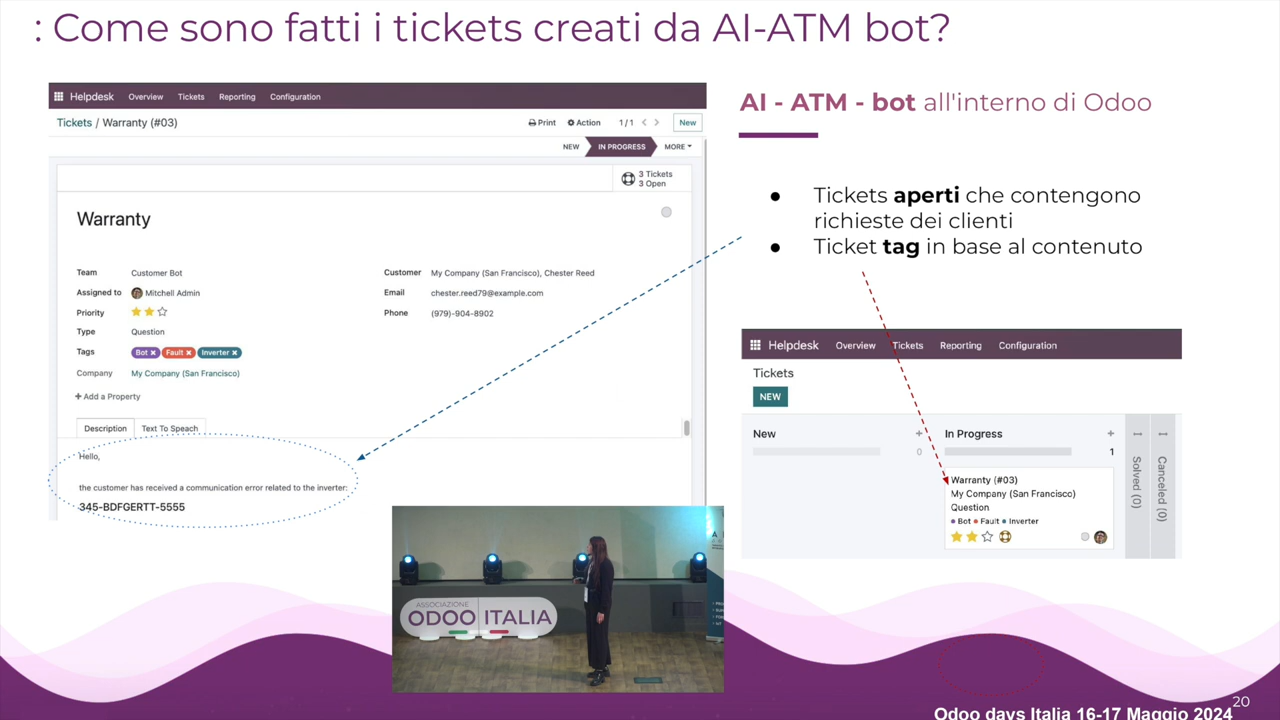 : Come sono fatti i tickets creati da AI-ATM bot?
Helpdesk Overview Tickets Reporting Configuration
Tickets / Warranty (#03)
Print Action 1 / 1 New
NEW IN PROGRESS MORE
3 Tickets
3 Open
Warranty
Team Customer Bot
Assigned to Mitchell Admin
Priority
Type Question
Tags Bot × Fault × Inverter ×
Company My Company (San Francisco)
+ Add a Property
Customer My Company (San Francisco), Chester Reed
Email chester.reed79@example.com
Phone (979)-904-8902
Description Text To Speach
Hello,
the customer has received a communication error related to the inverter:
345-BDFGERTT-5555
AI - ATM - bot all'interno di Odoo
● Tickets aperti che contengono
richieste dei clienti
● Ticket tag in base al contenuto
Helpdesk Overview Tickets Reporting Configuration
Tickets
NEW
New + In Progress +
0 1
Warranty (#03)
My Company (San Francisco)
Question
Bot Fault Inverter
Solved (0)
Canceled (0)
ASSOCIAZIONE
ODOO ITALIA
20
Odoo days Italia 16-17 Maggio 2024